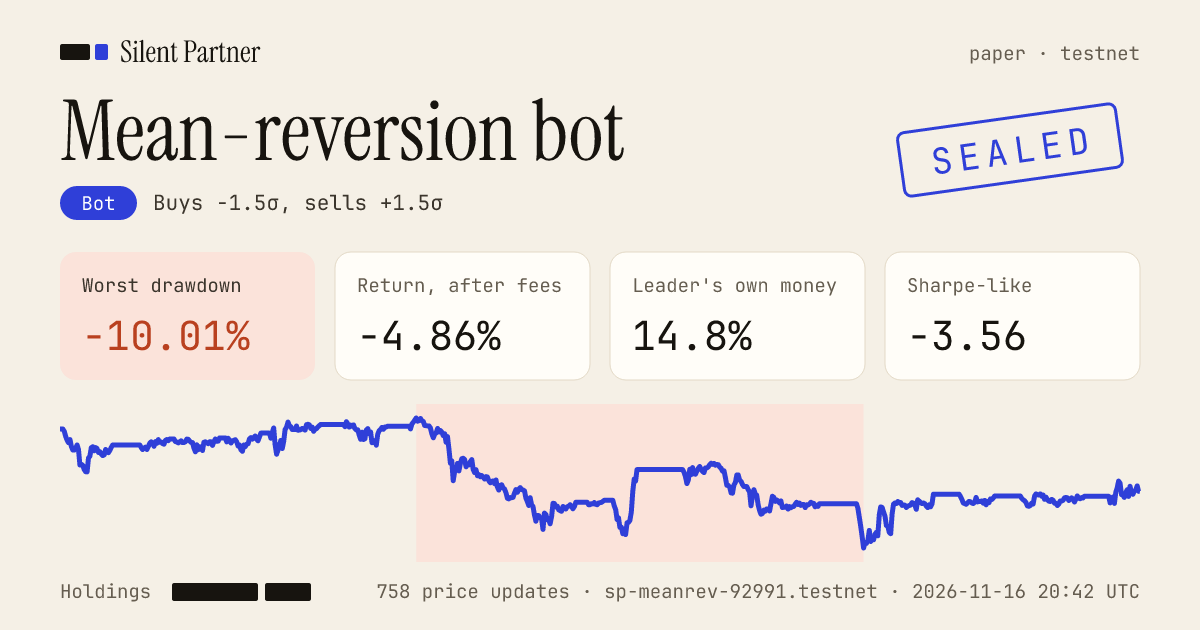 Silent Partner
paper · testnet
Mean-reversion bot
SEALED
Bot
Buys -1.5σ, sells +1.5σ
Worst drawdown
-10.01%
Return, after fees
-4.86%
Leader's own money
14.8%
Sharpe-like
-3.56
Holdings
758 price updates · sp-meanrev-92991.testnet · 2026-11-16 20:42 UTC